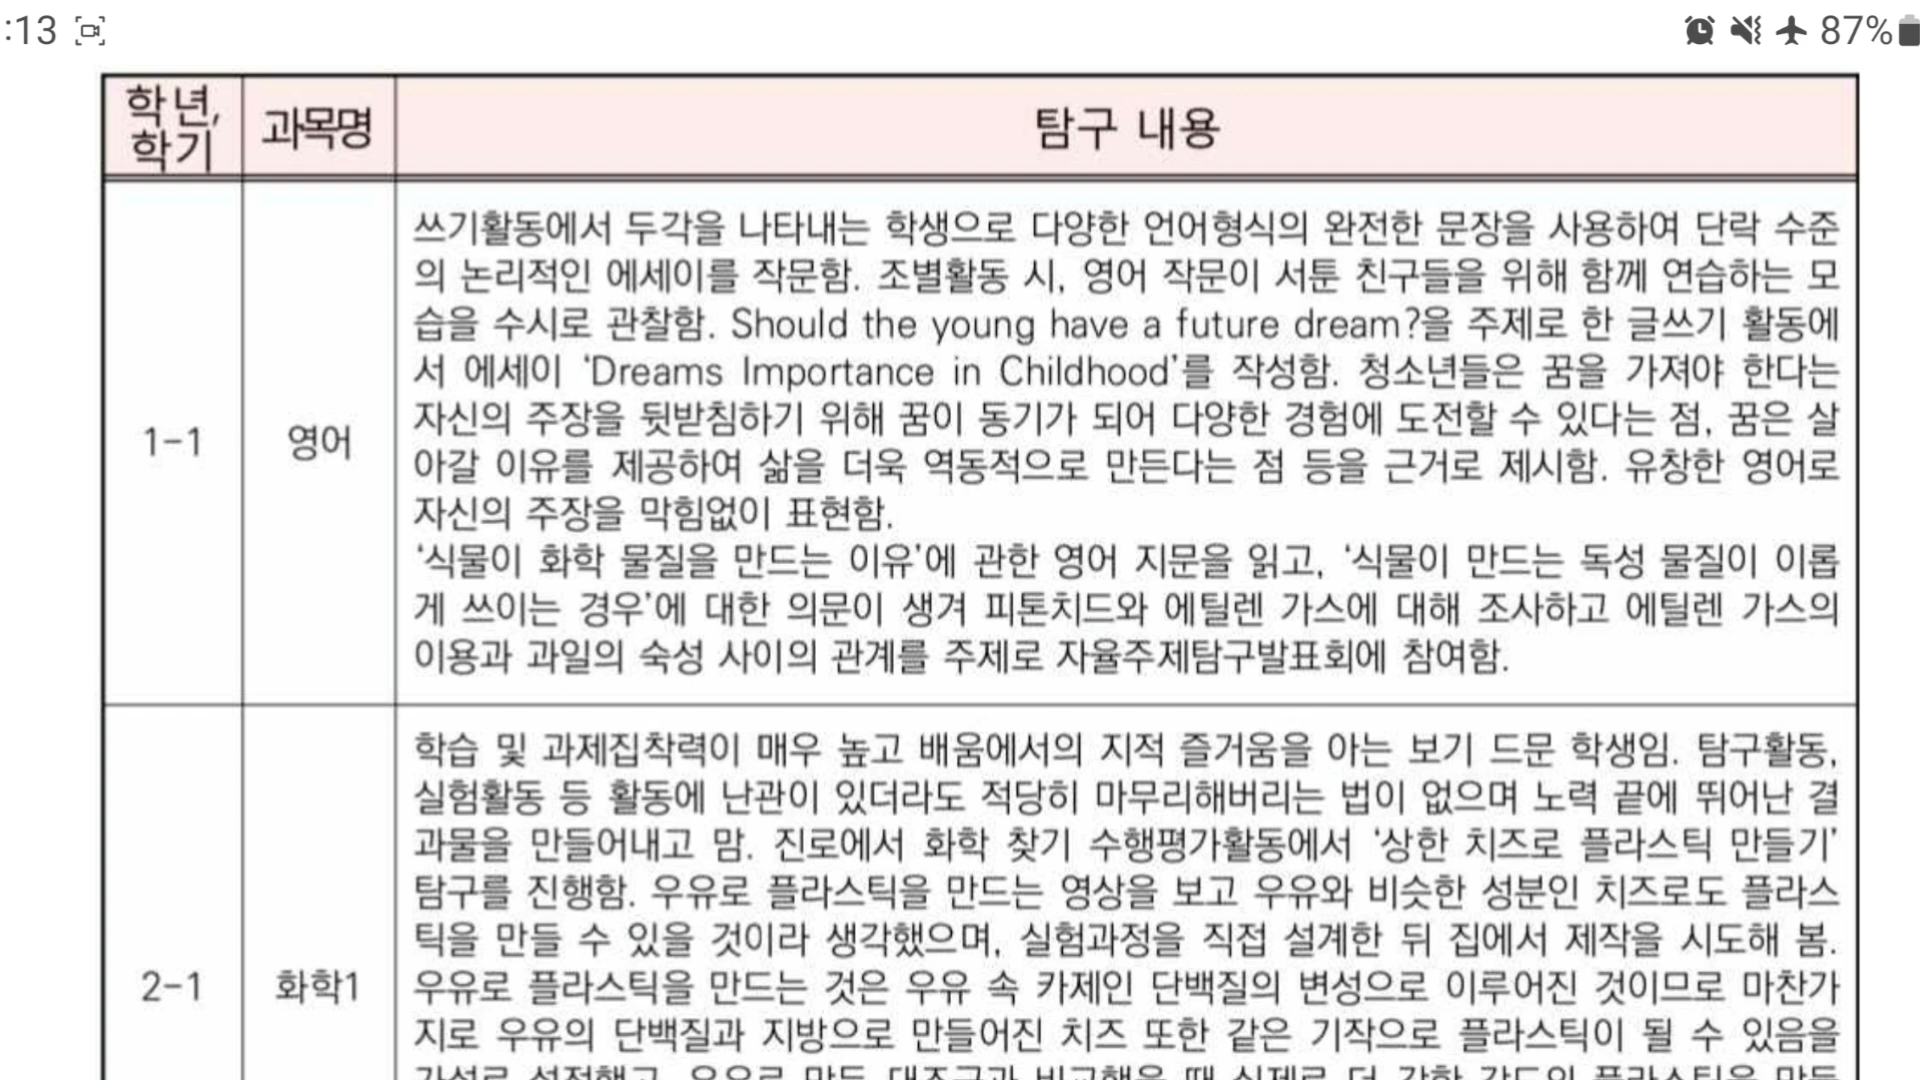 :13
87%
학년,
학기
과목명
탐구 내용
1-1
영어
쓰기활동에서 두각을 나타내는 학생으로 다양한 언어형식의 완전한 문장을 사용하여 단락 수준
의 논리적인 에세이를 작문함. 조별활동 시, 영어 작문이 서툰 친구들을 위해 함께 연습하는 모
습을 수시로 관찰함. Should the young have a future dream?을 주제로 한 글쓰기 활동에
서 에세이 ‘Dreams Importance in Childhood’를 작성함. 청소년들은 꿈을 가져야 한다는
자신의 주장을 뒷받침하기 위해 꿈이 동기가 되어 다양한 경험에 도전할 수 있다는 점, 꿈은 살
아갈 이유를 제공하여 삶을 더욱 역동적으로 만든다는 점 등을 근거로 제시함. 유창한 영어로
자신의 주장을 막힘없이 표현함.
‘식물이 화학 물질을 만드는 이유’에 관한 영어 지문을 읽고, ‘식물이 만드는 독성 물질이 이롭
게 쓰이는 경우’에 대한 의문이 생겨 피톤치드와 에틸렌 가스에 대해 조사하고 에틸렌 가스의
이용과 과일의 숙성 사이의 관계를 주제로 자율주제탐구발표회에 참여함.
2-1
화학1
학습 및 과제집착력이 매우 높고 배움에서의 지적 즐거움을 아는 보기 드문 학생임. 탐구활동,
실험활동 등 활동에 난관이 있더라도 적당히 마무리해버리는 법이 없으며 노력 끝에 뛰어난 결
과물을 만들어내고 맘. 진로에서 화학 찾기 수행평가활동에서 ‘상한 치즈로 플라스틱 만들기’
탐구를 진행함. 우유로 플라스틱을 만드는 영상을 보고 우유와 비슷한 성분인 치즈로도 플라스
틱을 만들 수 있을 것이라 생각했으며, 실험과정을 직접 설계한 뒤 집에서 제작을 시도해 봄.
우유로 플라스틱을 만드는 것은 우유 속 카제인 단백질의 변성으로 이루어진 것이므로 마찬가
지로 우유의 단백질과 지방으로 만들어진 치즈 또한 같은 기작으로 플라스틱이 될 수 있음을